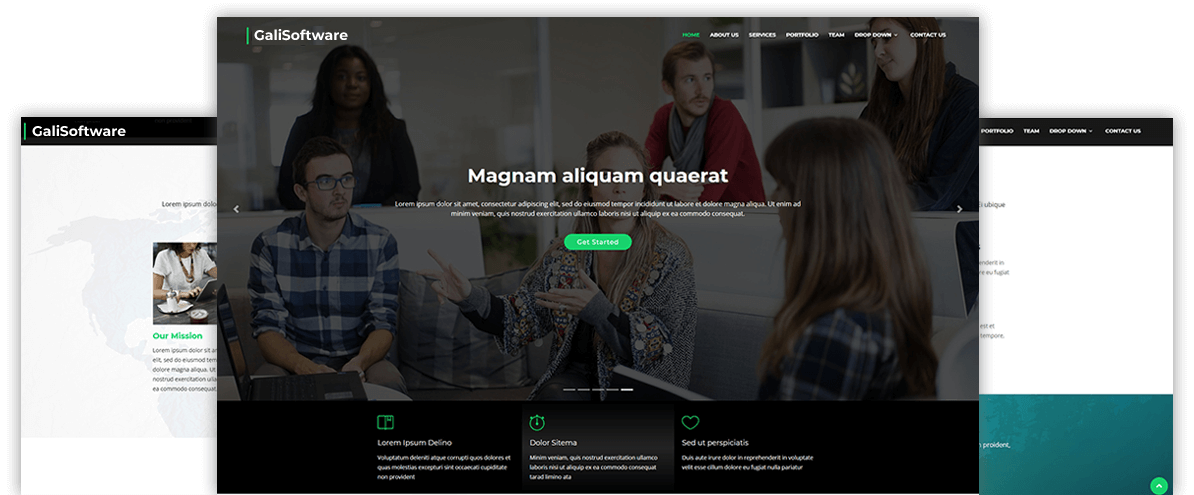 GaliSoftware
HOME ABOUT US SERVICES PORTFOLIO TEAM DROP DOWN CONTACT US
Magnam aliquam quaerat
Lorem ipsum dolor sit amet, consectetur adipiscing elit, sed do eiusmod tempor incididunt ut labore et dolore magna aliqua. Ut enim ad
minim veniam, quis nostrud exercitation ullamco laboris nisi ut aliquip ex ea commodo consequat.
Get Started
Lorem Ipsum Delino
Voluptatum deleniti atque corrupti quos dolores et
quas molestias excepturi sint occaecati cupiditate
non provident
Dolor Sitema
Minim veniam, quis nostrud exercitation ullamco
laboris nisi ut aliquip ex ea commodo consequat
tarad limino ata
Sed ut perspiciatis
Duis aute irure dolor in reprehenderit in voluptate
velit esse cillum dolore eu fugiat nulla pariatur
GaliSoftware
Lorem ipsum dolo
Our Mission
Lorem ipsum dolor sit am
elit, sed do eiusmod tem
dolore magna aliqua. Ut
nostrud exercitation ulla
ea commodo consequat
PORTFOLIO TEAM DROP DOWN CONTACT US
i ubique
henderit in
re eu fugiat
est et
tempore,
proident,